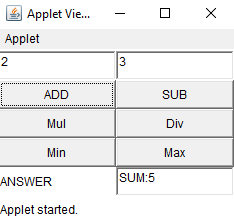 Applet Vie...
Applet
2 3
ADD SUB
Mul Div
Min Max
ANSWER SUM:5
Applet started.